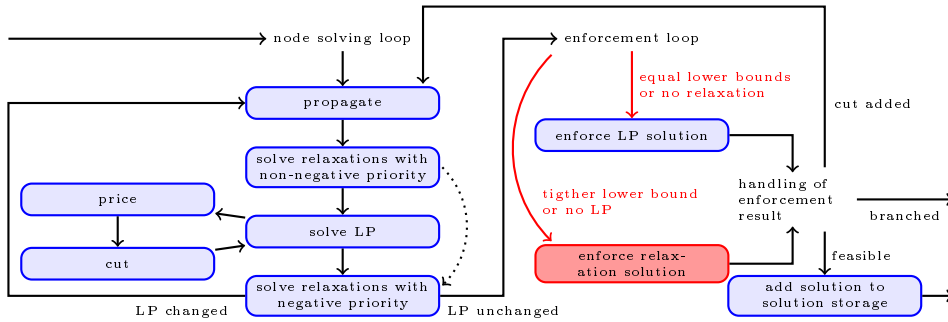 node solving loop
propagate
solve relaxations with
non-negative priority
price
solve LP
cut
solve relaxations with
negative priority
LP changed
LP unchanged
enforcement loop
equal lower bounds
or no relaxation
enforce LP solution
tigther lower bound
or no LP
enforce relax-
ation solution
cut added
handling of
enforcement
result
branched
feasible
add solution to
solution storage